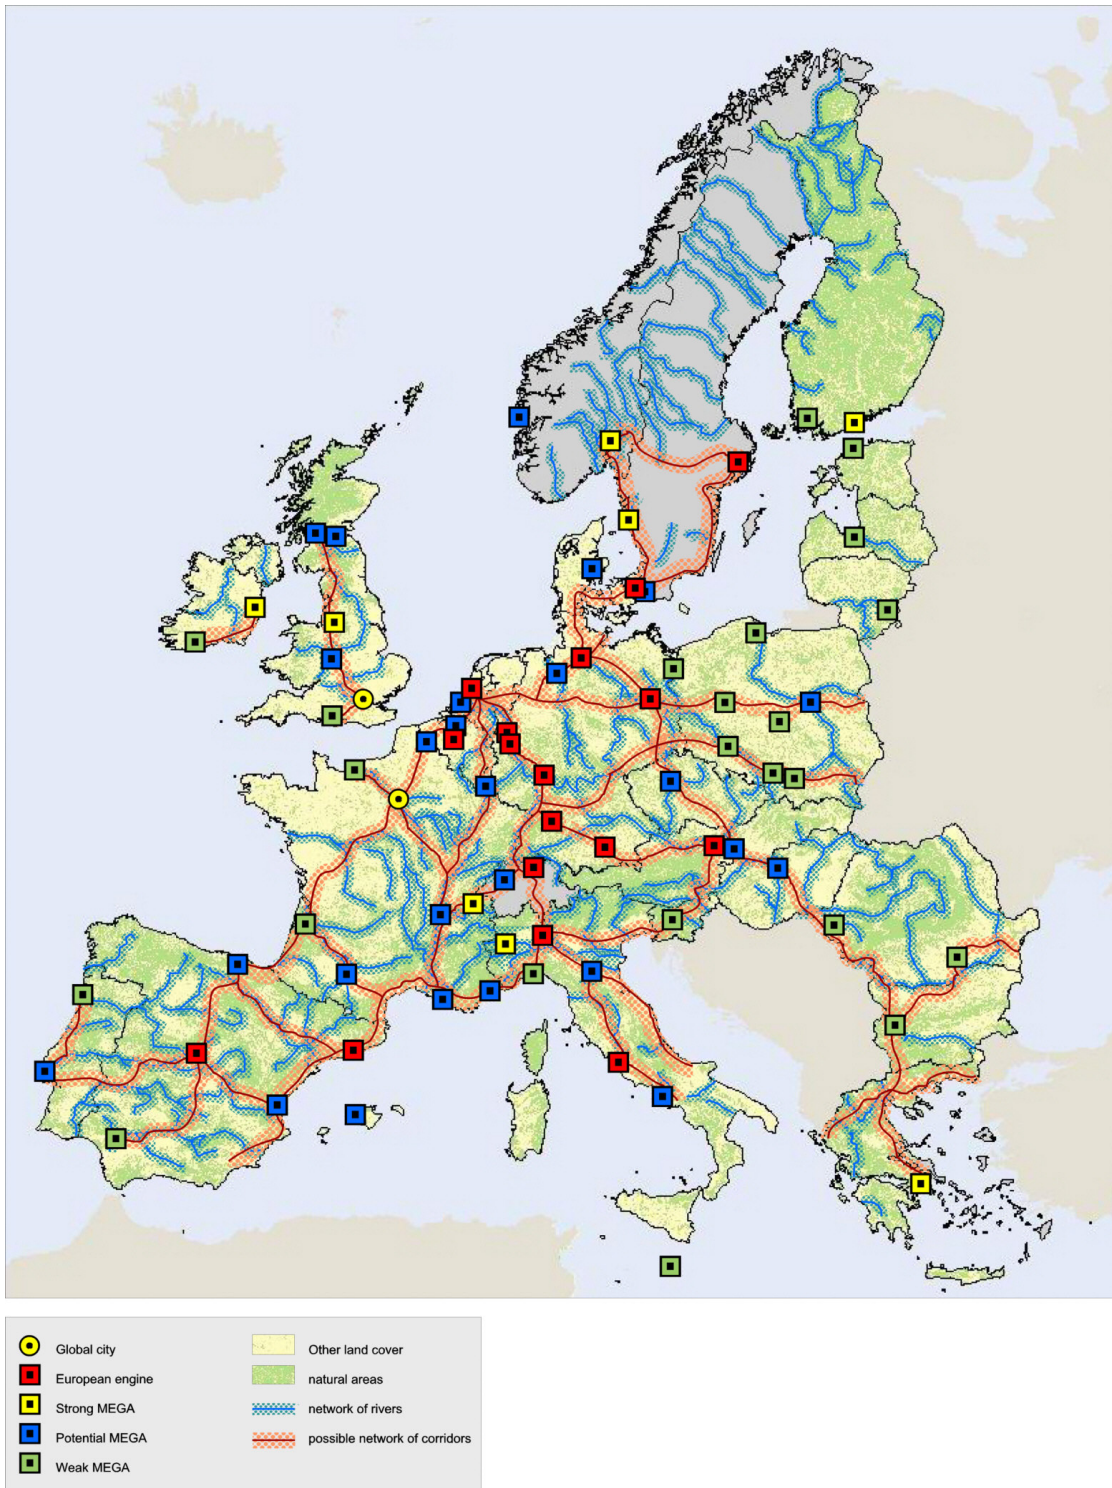 Global city
European engine
Strong MEGA
Potential MEGA
Weak MEGA
Other land cover
natural areas
network of rivers
possible network of corridors